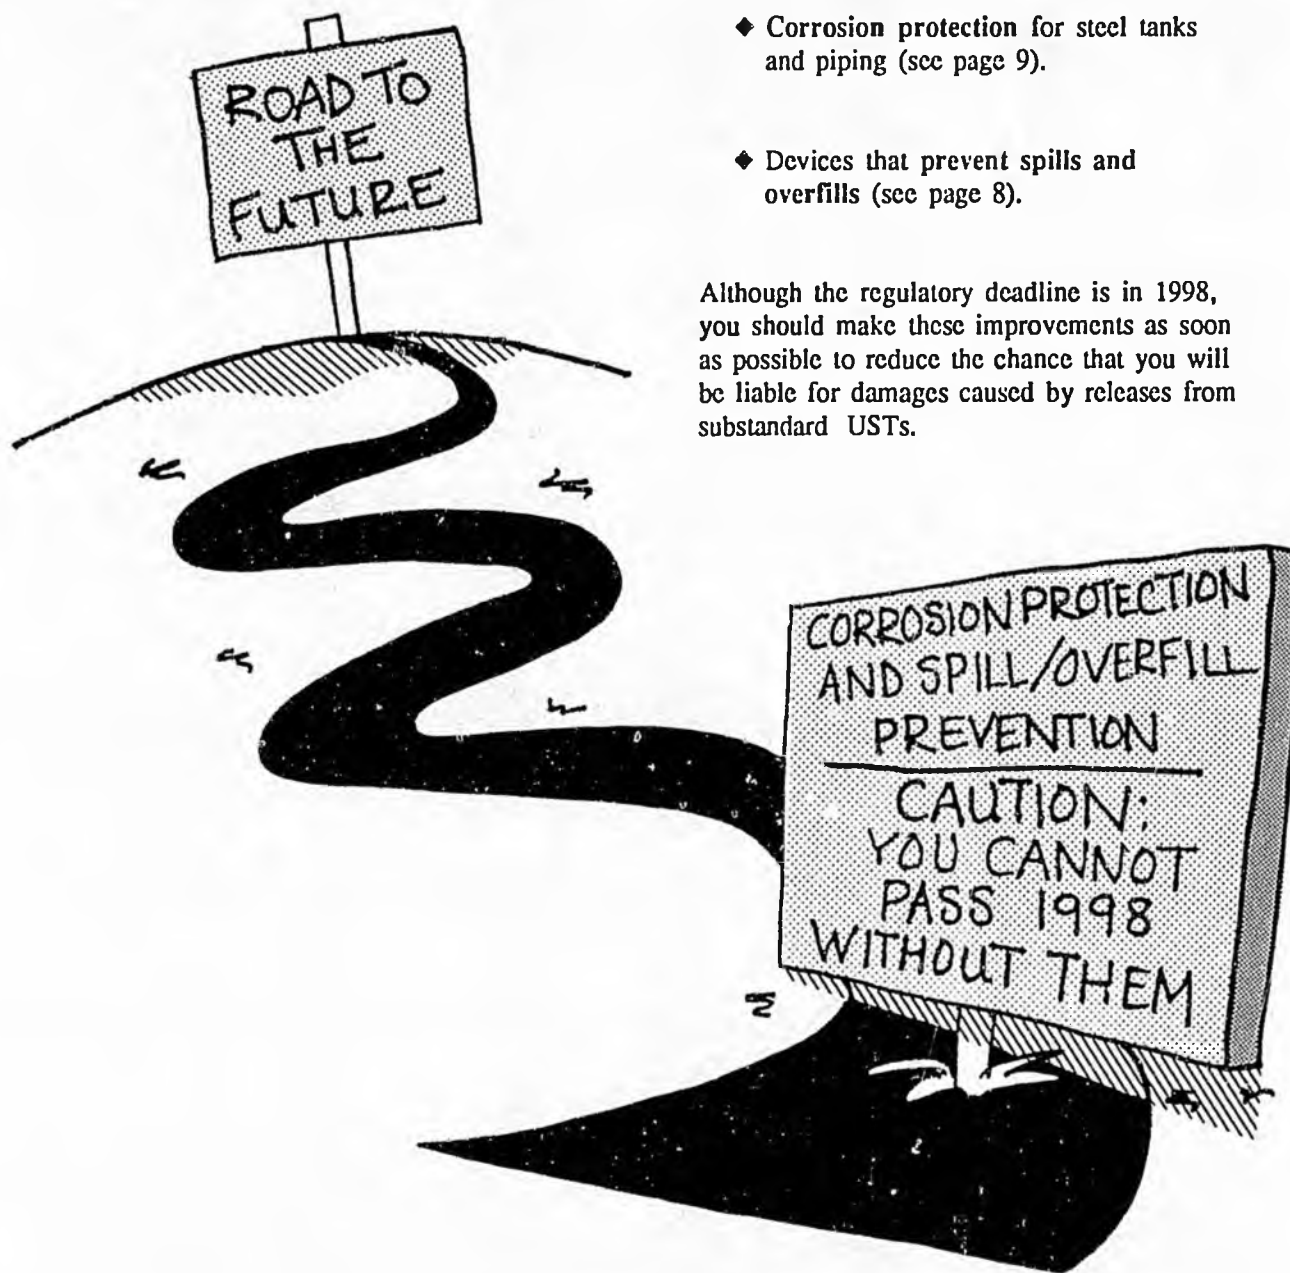 ROAD TO
THE
FUTURE
◆ Corrosion protection for steel tanks
and piping (see page 9).
◆ Devices that prevent spills and
overfills (see page 8).
Although the regulatory deadline is in 1998,
you should make these improvements as soon
as possible to reduce the chance that you will
be liable for damages caused by releases from
substandard USTs.
CORROSION PROTECTION
AND SPILL/OVERFILL
PREVENTION
CAUTION:
YOU CANNOT
PASS 1998
WITHOUT THEM